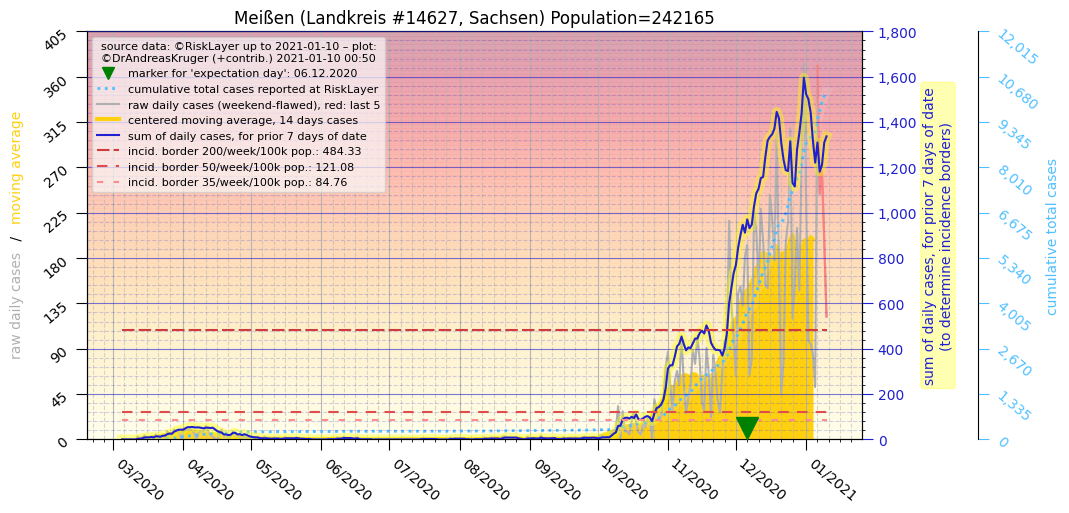 Meißen (Landkreis #14627, Sachsen) Population=242165
source data: ©RiskLayer up to 2021-01-10 – plot:
©DrAndreasKruger (+contrib.) 2021-01-10 00:50
marker for 'expectation day': 06.12.2020
cumulative total cases reported at RiskLayer
raw daily cases (weekend-flawed), red: last 5
centered moving average, 14 days cases
sum of daily cases, for prior 7 days of date
incid. border 200/week/100k pop.: 484.33
incid. border 50/week/100k pop.: 121.08
incid. border 35/week/100k pop.: 84.76
raw daily cases / moving average
405
360
315
270
225
180
135
90
45
0
03/2020
04/2020
05/2020
06/2020
07/2020
08/2020
09/2020
10/2020
11/2020
12/2020
01/2021
1,800
1,600
1,400
1,200
1,000
800
600
400
200
0
sum of daily cases, for prior 7 days of date
(to determine incidence borders)
12,015
10,680
9,345
8,010
6,675
5,340
4,005
2,670
1,335
0
cumulative total cases